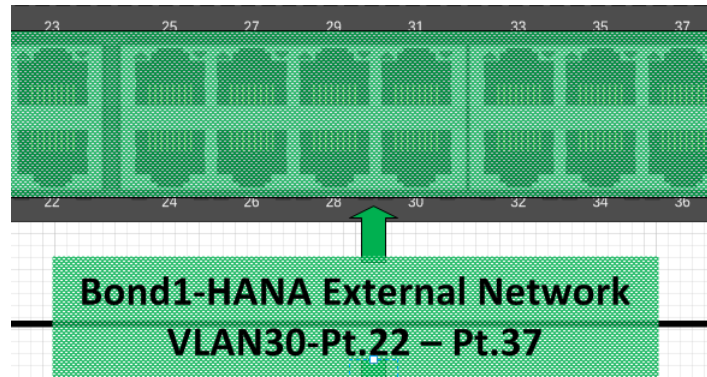 23 25 27 29 31 33 35 37
22 24 26 28 30 32 34 36
Bond1-HANA External Network
VLAN30-Pt.22 – Pt.37